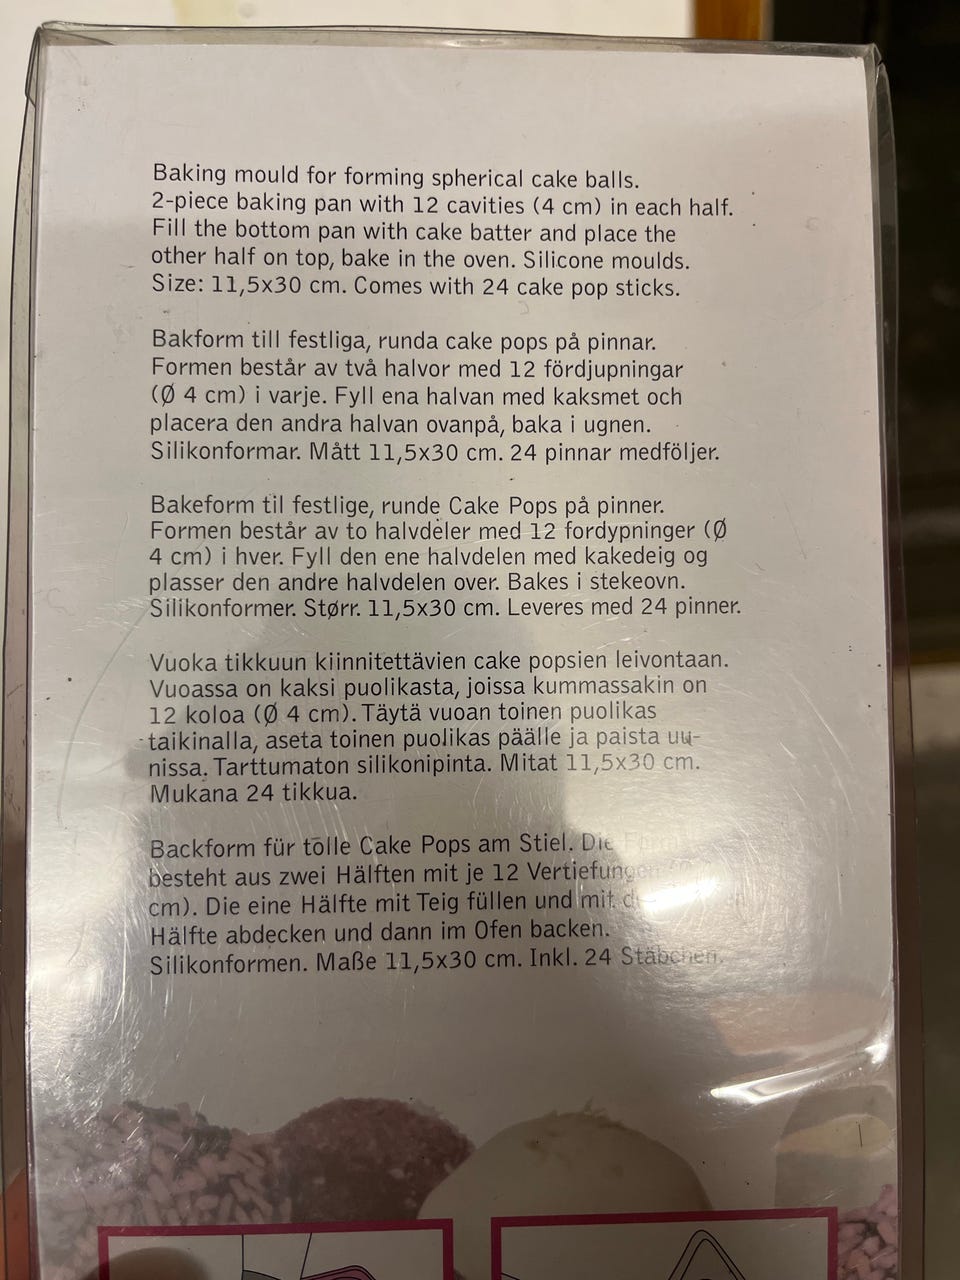 Baking mould for forming spherical cake balls.
2-piece baking pan with 12 cavities (4 cm) in each half.
Fill the bottom pan with cake batter and place the
other half on top, bake in the oven. Silicone moulds.
Size: 11,5x30 cm. Comes with 24 cake pop sticks.
Bakform till festliga, runda cake pops på pinnar.
Formen består av två halvor med 12 fördjupningar
(Ø 4 cm) i varje. Fyll ena halvan med kaksmet och
placera den andra halvan ovanpå, baka i ugnen.
Silikonformar. Mått 11,5x30 cm. 24 pinnar medföljer.
Bakeform til festlige, runde Cake Pops på pinner.
Formen består av to halvdeler med 12 fordypninger (Ø
4 cm) i hver. Fyll den ene halvdelen med kakedeig og
plasser den andre halvdelen over. Bakes i stekeovn.
Silikonformer. Størr. 11,5x30 cm. Leveres med 24 pinner.
Vuoka tikkuun kiinnitettävien cake popsien leivontaan.
Vuoassa on kaksi puolikasta, joissa kummassakin on
12 koloa (Ø 4 cm). Täytä vuoan toinen puolikas
taikinalla, aseta toinen puolikas päälle ja paista uu-
nissa. Tarttumaton silikonipinta. Mitat 11,5x30 cm.
Mukana 24 tikkua.
Backform für tolle Cake Pops am Stiel. Die Form
besteht aus zwei Hälften mit je 12 Vertiefungen
cm). Die eine Hälfte mit Teig füllen und mit
Hälfte abdecken und dann im Ofen backen.
Silikonformen. Maße 11,5x30 cm. Inkl. 24 Stäbchen.